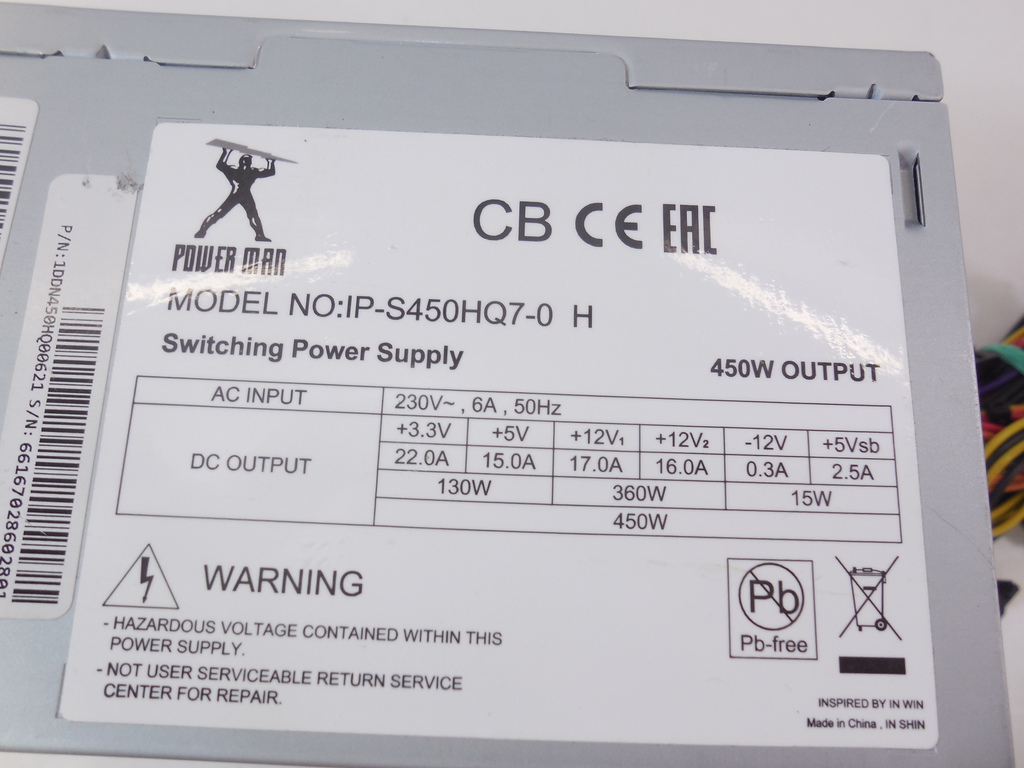 POWER MAN
CB CE EAC
MODEL NO:IP-S450HQ7-0 H
Switching Power Supply
450W OUTPUT
AC INPUT 230V~ , 6A , 50Hz
DC OUTPUT
+3.3V +5V +12V₁ +12V₂ -12V +5Vsb
22.0A 15.0A 17.0A 16.0A 0.3A 2.5A
130W 360W 15W
450W
WARNING
- HAZARDOUS VOLTAGE CONTAINED WITHIN THIS
POWER SUPPLY.
- NOT USER SERVICEABLE RETURN SERVICE
CENTER FOR REPAIR.
Pb
Pb-free
INSPIRED BY IN WIN
Made in China , IN SHIN
P/N:1DDN450HQ00621 S/N:66167028602801